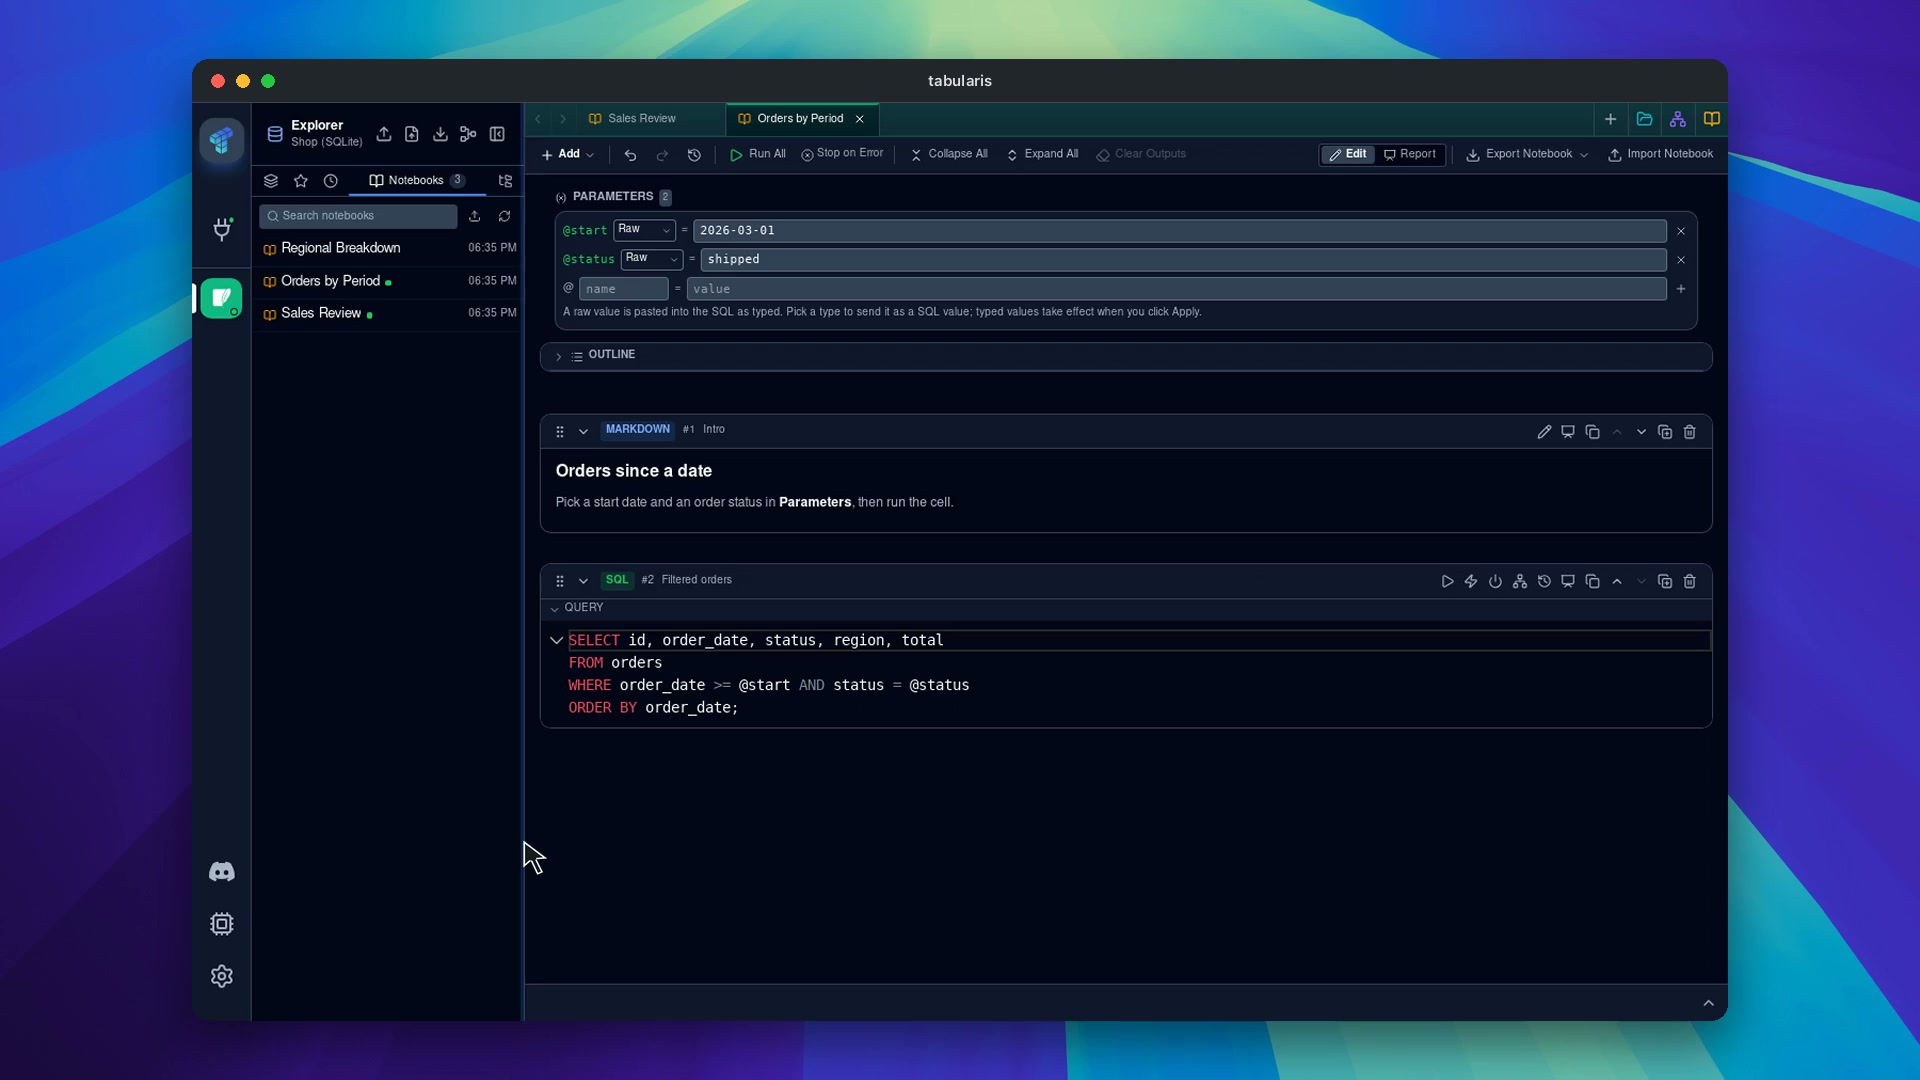 tabularis
Explorer
Shop (SQLite)
Sales Review
Orders by Period
Add
Run All
Stop on Error
Collapse All
Expand All
Clear Outputs
Edit
Report
Export Notebook
Import Notebook
Notebooks 3
Search notebooks
Regional Breakdown 06:35 PM
Orders by Period 06:35 PM
Sales Review 06:35 PM
PARAMETERS 2
@start Raw = 2026-03-01
@status Raw = shipped
@ name = value
A raw value is pasted into the SQL as typed. Pick a type to send it as a SQL value; typed values take effect when you click Apply.
OUTLINE
MARKDOWN #1 Intro
Orders since a date
Pick a start date and an order status in Parameters, then run the cell.
SQL #2 Filtered orders
QUERY
SELECT id, order_date, status, region, total
FROM orders
WHERE order_date >= @start AND status = @status
ORDER BY order_date;